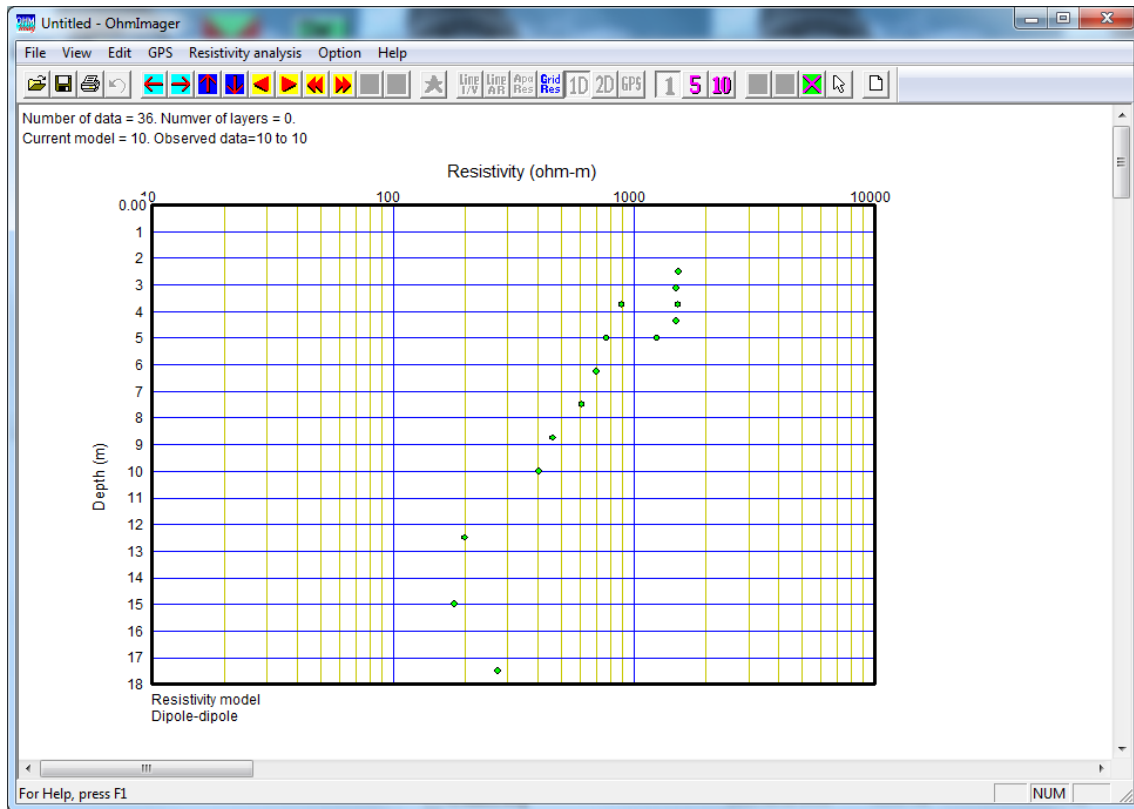 Untitled - OhmImager
File View Edit GPS Resistivity analysis Option Help
Line I/V Line AR Apa Res Grid Res 1D 2D GPS 1 5 10
Number of data = 36. Numver of layers = 0.
Current model = 10. Observed data=10 to 10
Resistivity (ohm-m)
10 100 1000 10000
0.00
1
2
3
4
5
6
7
8
9
10
11
12
13
14
15
16
17
18
Depth (m)
Resistivity model
Dipole-dipole
For Help, press F1
NUM